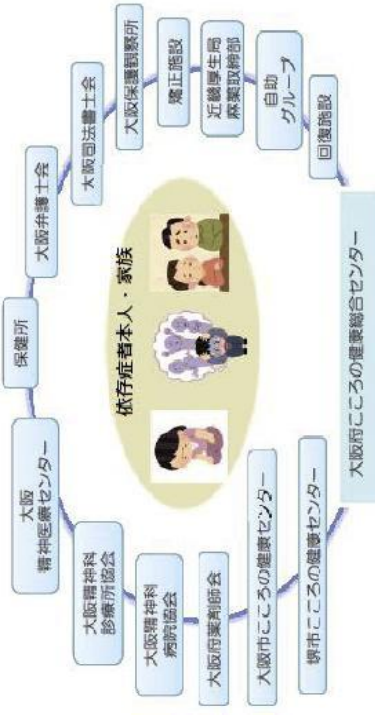 保健所
大阪弁護士会
大阪司法書士会
大阪保護観察所
矯正施設
近畿厚生局
麻薬取締部
自助
グループ
回復施設
大阪府こころの健康総合センター
堺市こころの健康センター
大阪市こころの健康センター
大阪府薬剤師会
大阪精神科
病院協会
大阪精神科
診療所協会
大阪
精神医療センター
依存症者本人・家族